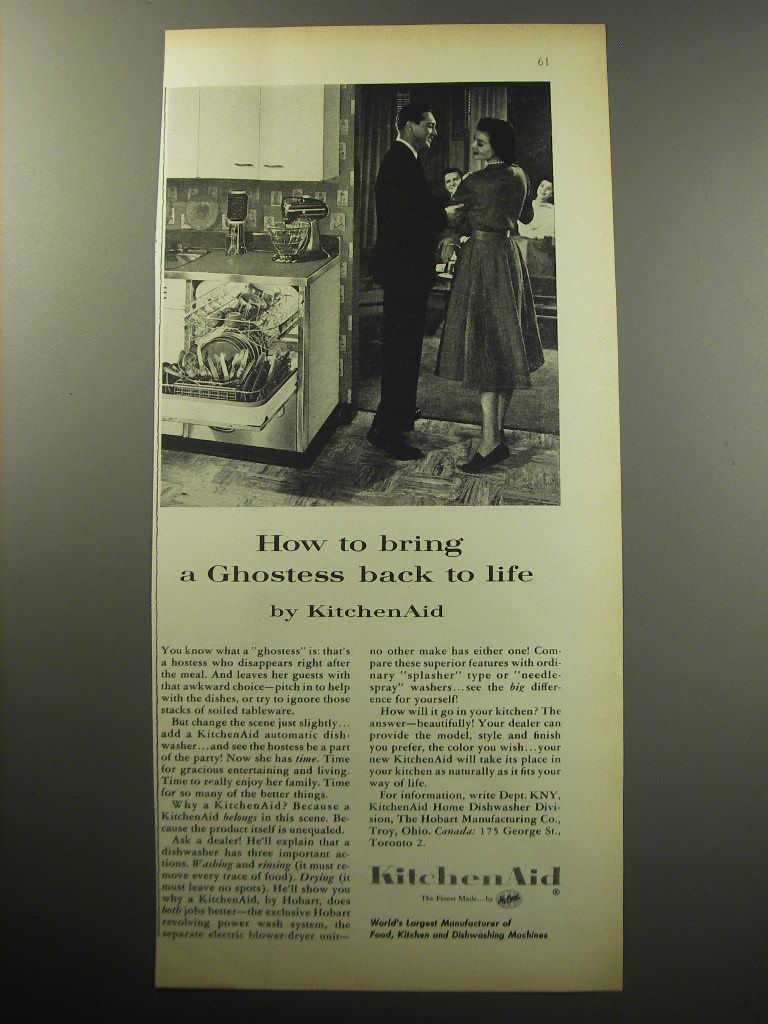 61
How to bring
a Ghostess back to life
by KitchenAid
You know what a "ghostess" is: that's
a hostess who disappears right after
the meal. And leaves her guests with
that awkward choice—pitch in to help
with the dishes, or try to ignore those
stacks of soiled tableware.
But change the scene just slightly...
add a KitchenAid automatic dish-
washer...and see the hostess be a part
of the party! Now she has time. Time
for gracious entertaining and living.
Time to really enjoy her family. Time
for so many of the better things.
Why a KitchenAid? Because a
KitchenAid belongs in this scene. Be-
cause the product itself is unequaled.
Ask a dealer! He'll explain that a
dishwasher has three important ac-
tions. Washing and rinsing (it must re-
move every trace of food). Drying (it
must leave no spots). He'll show you
why a KitchenAid, by Hobart, does
both jobs better—the exclusive Hobart
revolving power wash system, the
separate electric blower-dryer unit—
no other make has either one! Com-
pare these superior features with ordi-
nary "splasher" type or "needle-
spray" washers...see the big differ-
ence for yourself!
How will it go in your kitchen? The
answer—beautifully! Your dealer can
provide the model, style and finish
you prefer, the color you wish...your
new KitchenAid will take its place in
your kitchen as naturally as it fits your
way of life.
For information, write Dept. KNY,
KitchenAid Home Dishwasher Divi-
sion, The Hobart Manufacturing Co.,
Troy, Ohio. Canada: 175 George St.,
Toronto 2.
KitchenAid ®
The Finest Made...by Hobart
World's Largest Manufacturer of
Food, Kitchen and Dishwashing Machines